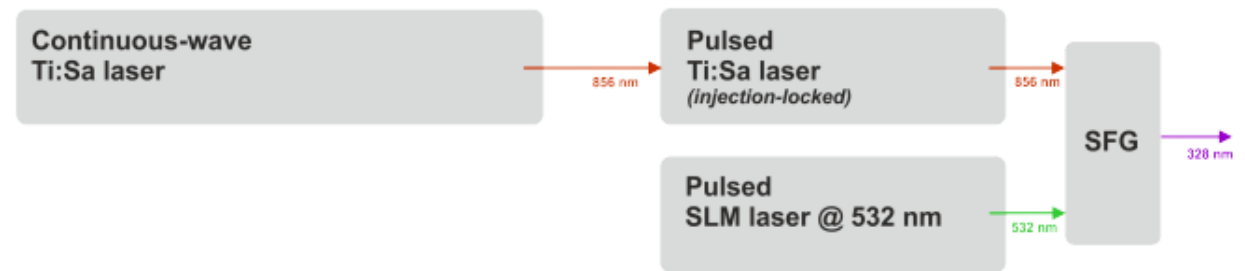 Continuous-wave
Ti:Sa laser
856 nm
Pulsed
Ti:Sa laser
(injection-locked)
856 nm
Pulsed
SLM laser @ 532 nm
532 nm
SFG
328 nm